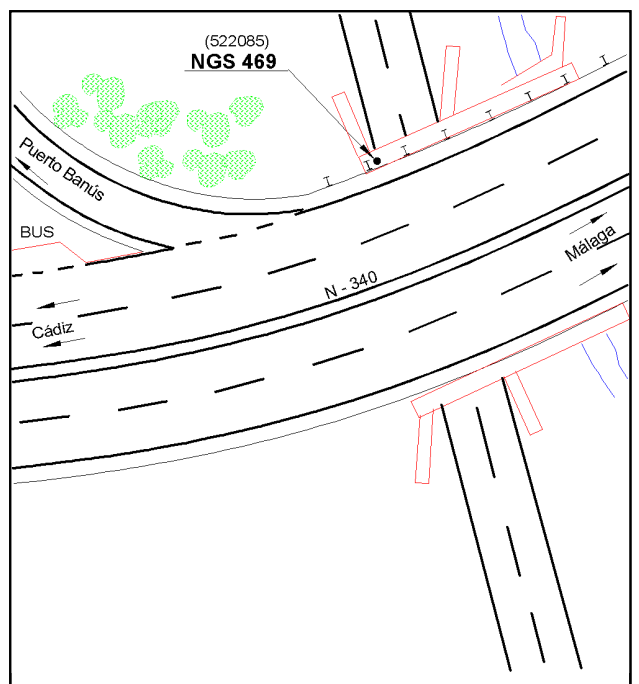 (522085)
NGS 469
Puerto Banús
BUS
Málaga
N - 340
Cádiz